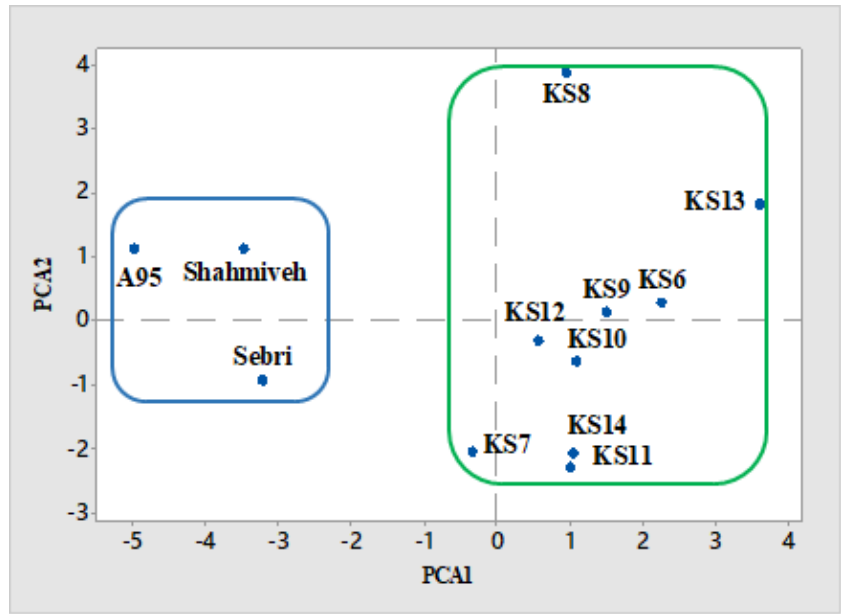 4
KS8
3
2
KS13
1
A95
Shahmiveh
KS9
KS6
PCA2
0
KS12
KS10
Sebri
-1
KS14
-2
KS7
KS11
-3
-5 -4 -3 -2 -1 0 1 2 3 4
PCA1